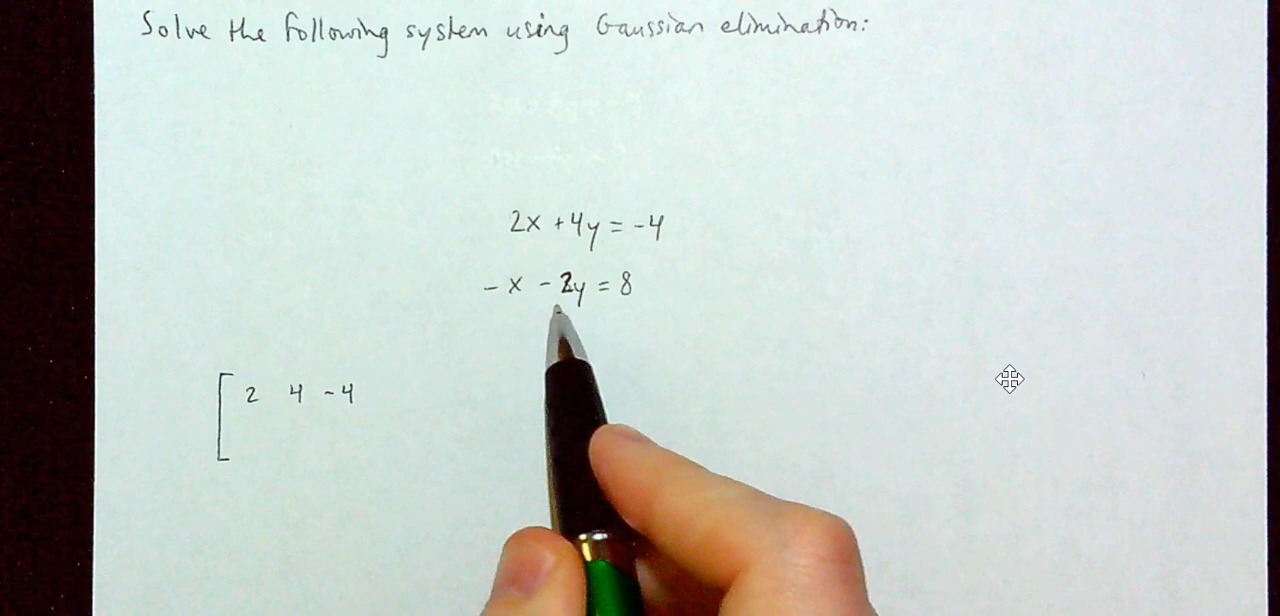 Solve the following system using Gaussian elimination:
2x + 4y = -4
- x - 2y = 8
[ 2 4 -4